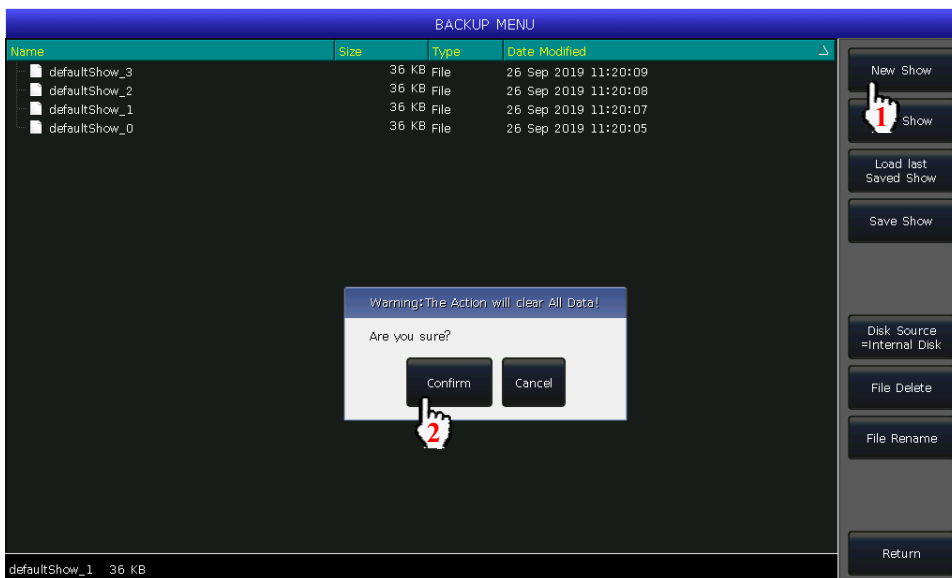 BACKUP MENU
Name Size Type Date Modified
defaultShow_3 36 KB File 26 Sep 2019 11:20:09
defaultShow_2 36 KB File 26 Sep 2019 11:20:08
defaultShow_1 36 KB File 26 Sep 2019 11:20:07
defaultShow_0 36 KB File 26 Sep 2019 11:20:05
New Show
1 Show
Load last
Saved Show
Save Show
Warning:The Action will clear All Data!
Are you sure?
Confirm Cancel
2
Disk Source
=Internal Disk
File Delete
File Rename
Return
defaultShow_1 36 KB